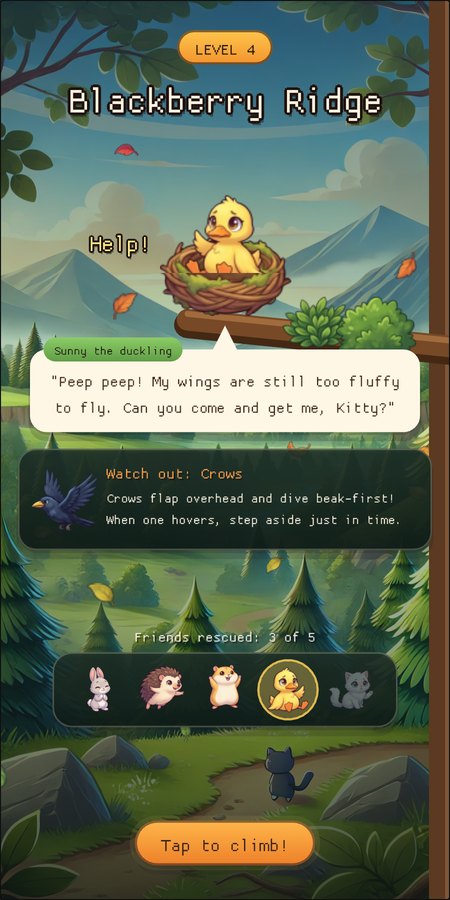 LEVEL 4
Blackberry Ridge
Help!
Sunny the duckling
"Peep peep! My wings are still too fluffy
to fly. Can you come and get me, Kitty?"
Watch out: Crows
Crows flap overhead and dive beak-first!
When one hovers, step aside just in time.
Friends rescued: 3 of 5
Tap to climb!